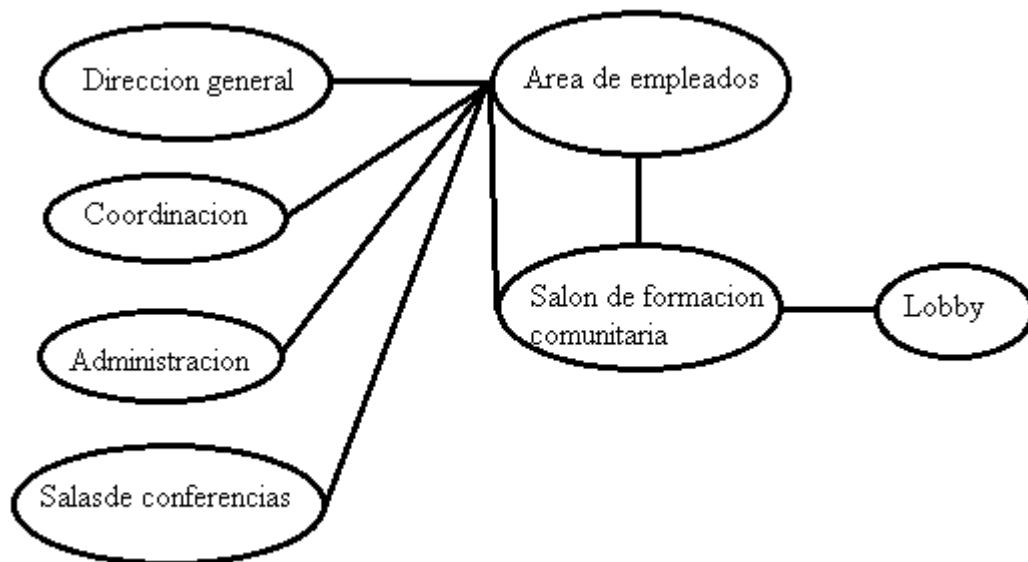 Direccion general
Area de empleados
Coordinacion
Salon de formacion
comunitaria
Lobby
Administracion
Salasde conferencias